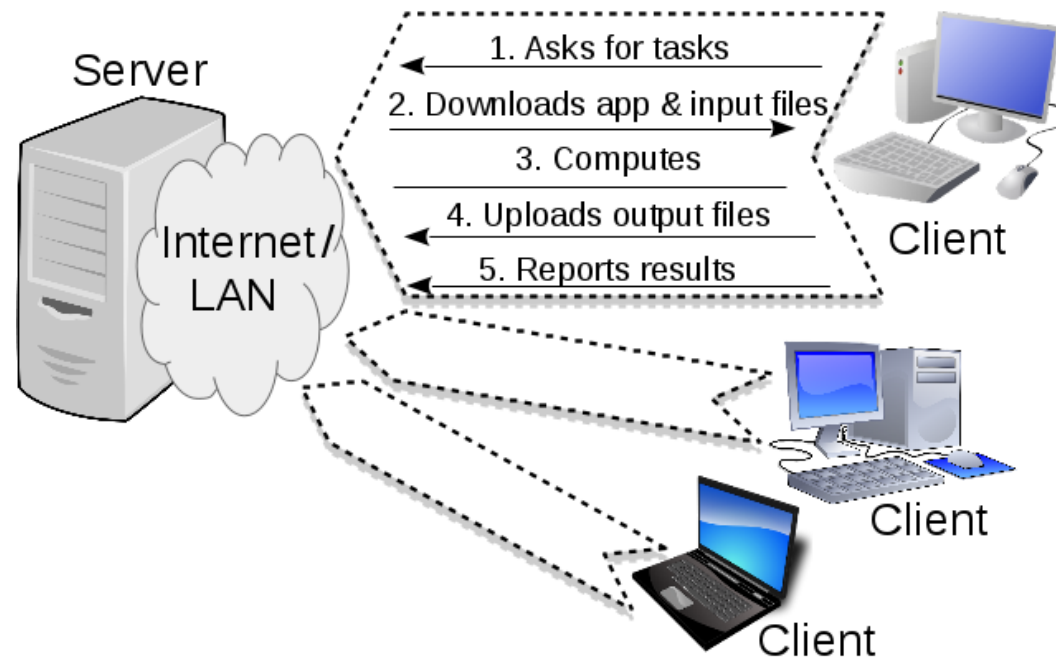 Server
Internet/
LAN
1. Asks for tasks
2. Downloads app & input files
3. Computes
4. Uploads output files
5. Reports results
Client
Client
Client